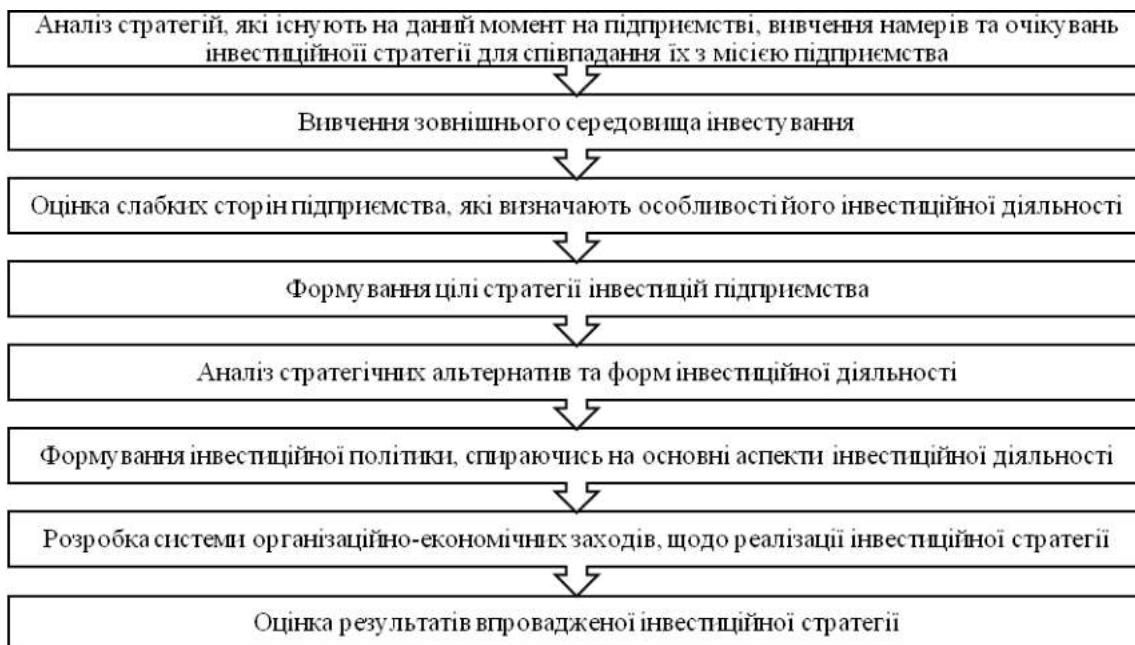 Аналіз стратегій, які існують на даний момент на підприємстві, вивчення намерів та очікувань
інвестиційної стратегії для співпадання їх з місією підприємства
Вивчення зовнішнього середовища інвестування
Оцінка слабких сторін підприємства, які визначають особливості його інвестиційної діяльності
Формування цілі стратегії інвестицій підприємства
Аналіз стратегічних альтернатив та форм інвестиційної діяльності
Формування інвестиційної політики, спираючись на основні аспекти інвестиційної діяльності
Розробка системи організаційно-економічних заходів, щодо реалізації інвестиційної стратегії
Оцінка результатів впровадженої інвестиційної стратегії